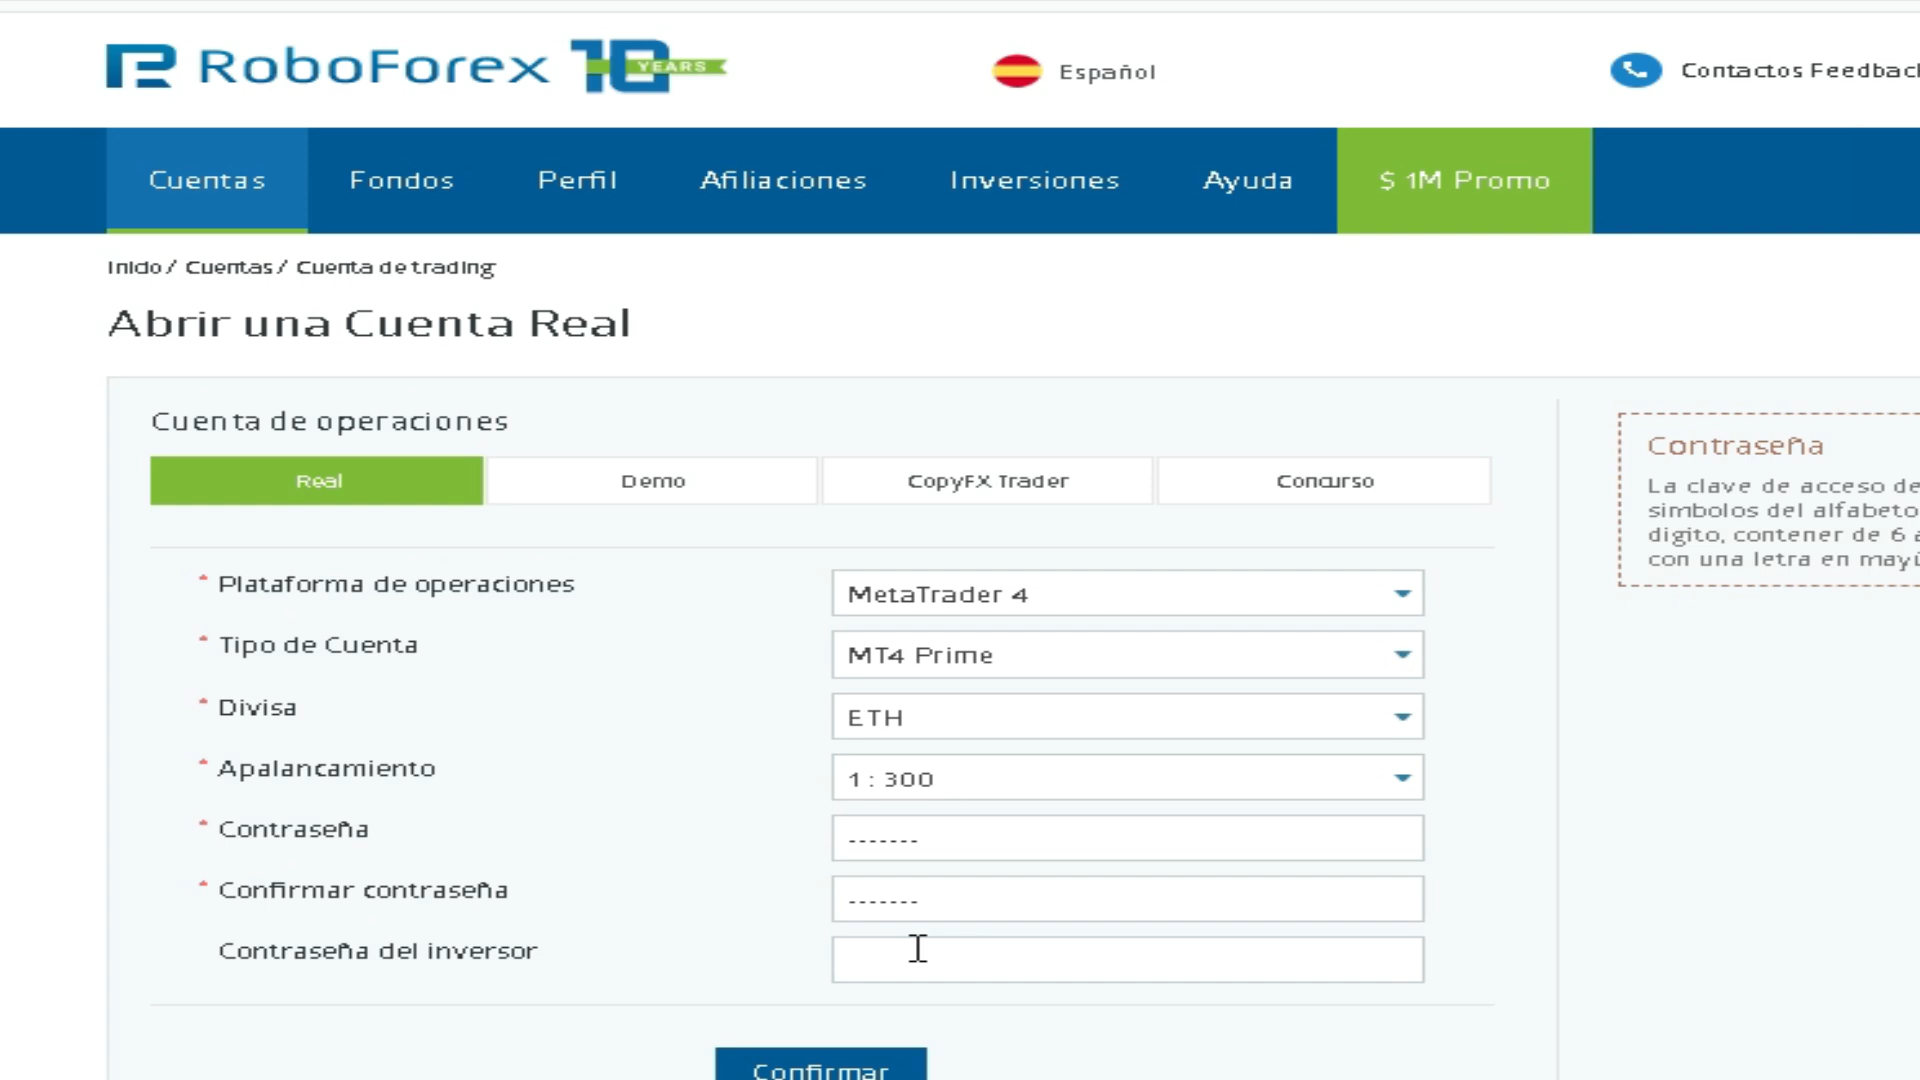 RoboForex 10 YEARS
Español
Contactos Feedbac
Cuentas Fondos Perfil Afiliaciones Inversiones Ayuda $ 1M Promo
Inicio / Cuentas / Cuenta de trading
Abrir una Cuenta Real
Cuenta de operaciones
Real Demo CopyFX Trader Concurso
* Plataforma de operaciones MetaTrader 4
* Tipo de Cuenta MT4 Prime
* Divisa ETH
* Apalancamiento 1 : 300
* Contraseña -------
* Confirmar contraseña -------
Contraseña del inversor
Confirmar
Contraseña
La clave de acceso de
simbolos del alfabeto
digito, contener de 6 a
con una letra en mayú